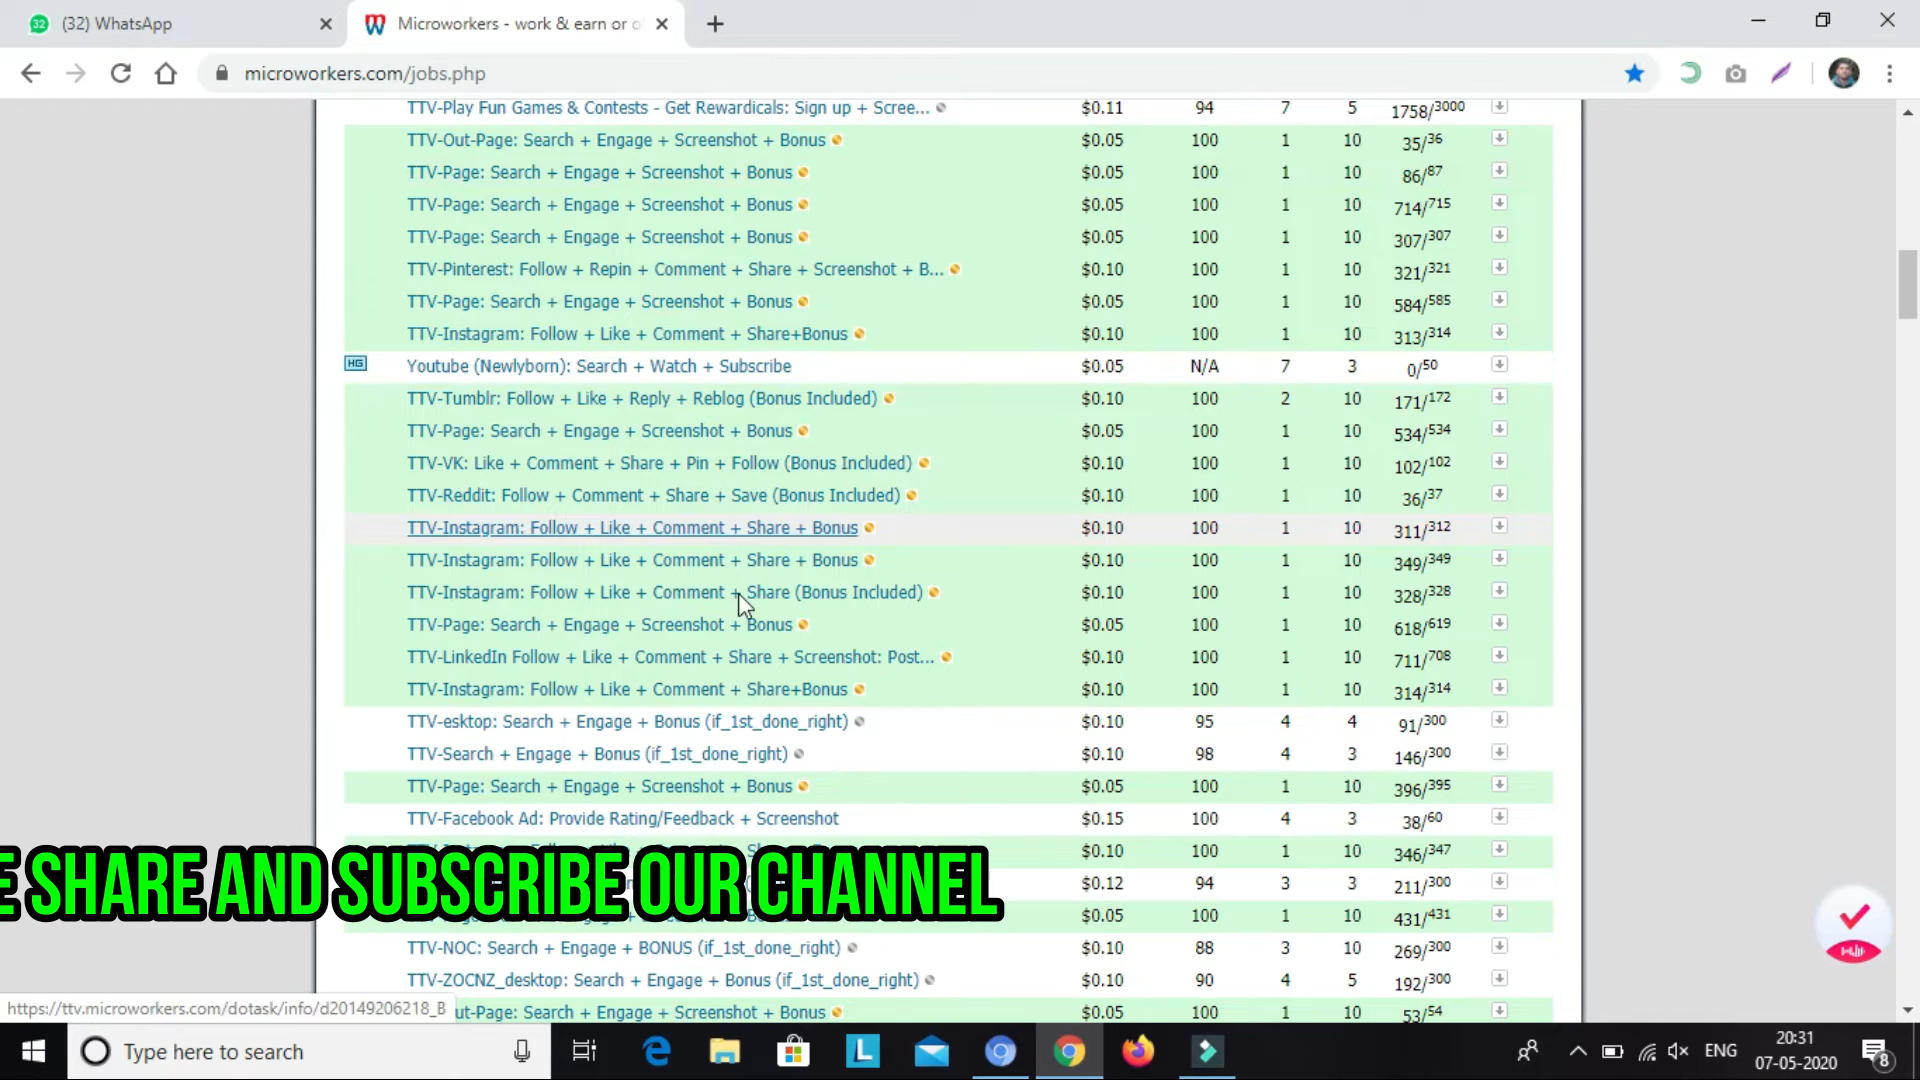 (32) WhatsApp
Microworkers - work & earn or o
microworkers.com/jobs.php
TTV-Play Fun Games & Contests - Get Rewardicals: Sign up + Scree... $0.11 94 7 5 1758/3000
TTV-Out-Page: Search + Engage + Screenshot + Bonus $0.05 100 1 10 35/36
TTV-Page: Search + Engage + Screenshot + Bonus $0.05 100 1 10 86/87
TTV-Page: Search + Engage + Screenshot + Bonus $0.05 100 1 10 714/715
TTV-Page: Search + Engage + Screenshot + Bonus $0.05 100 1 10 307/307
TTV-Pinterest: Follow + Repin + Comment + Share + Screenshot + B... $0.10 100 1 10 321/321
TTV-Page: Search + Engage + Screenshot + Bonus $0.05 100 1 10 584/585
TTV-Instagram: Follow + Like + Comment + Share+Bonus $0.10 100 1 10 313/314
HG Youtube (Newlyborn): Search + Watch + Subscribe $0.05 N/A 7 3 0/50
TTV-Tumblr: Follow + Like + Reply + Reblog (Bonus Included) $0.10 100 2 10 171/172
TTV-Page: Search + Engage + Screenshot + Bonus $0.05 100 1 10 534/534
TTV-VK: Like + Comment + Share + Pin + Follow (Bonus Included) $0.10 100 1 10 102/102
TTV-Reddit: Follow + Comment + Share + Save (Bonus Included) $0.10 100 1 10 36/37
TTV-Instagram: Follow + Like + Comment + Share + Bonus $0.10 100 1 10 311/312
TTV-Instagram: Follow + Like + Comment + Share + Bonus $0.10 100 1 10 349/349
TTV-Instagram: Follow + Like + Comment + Share (Bonus Included) $0.10 100 1 10 328/328
TTV-Page: Search + Engage + Screenshot + Bonus $0.05 100 1 10 618/619
TTV-LinkedIn Follow + Like + Comment + Share + Screenshot: Post... $0.10 100 1 10 711/708
TTV-Instagram: Follow + Like + Comment + Share+Bonus $0.10 100 1 10 314/314
TTV-esktop: Search + Engage + Bonus (if_1st_done_right) $0.10 95 4 4 91/300
TTV-Search + Engage + Bonus (if_1st_done_right) $0.10 98 4 3 146/300
TTV-Page: Search + Engage + Screenshot + Bonus $0.05 100 1 10 396/395
TTV-Facebook Ad: Provide Rating/Feedback + Screenshot $0.15 100 4 3 38/60
$0.10 100 1 10 346/347
E SHARE AND SUBSCRIBE OUR CHANNEL
$0.12 94 3 3 211/300
$0.05 100 1 10 431/431
TTV-NOC: Search + Engage + BONUS (if_1st_done_right) $0.10 88 3 10 269/300
TTV-ZOCNZ_desktop: Search + Engage + Bonus (if_1st_done_right) $0.10 90 4 5 192/300
https://ttv.microworkers.com/dotask/info/d20149206218_B
ut-Page: Search + Engage + Screenshot + Bonus $0.05 100 1 10 53/54
Type here to search
ENG
20:31
07-05-2020
8